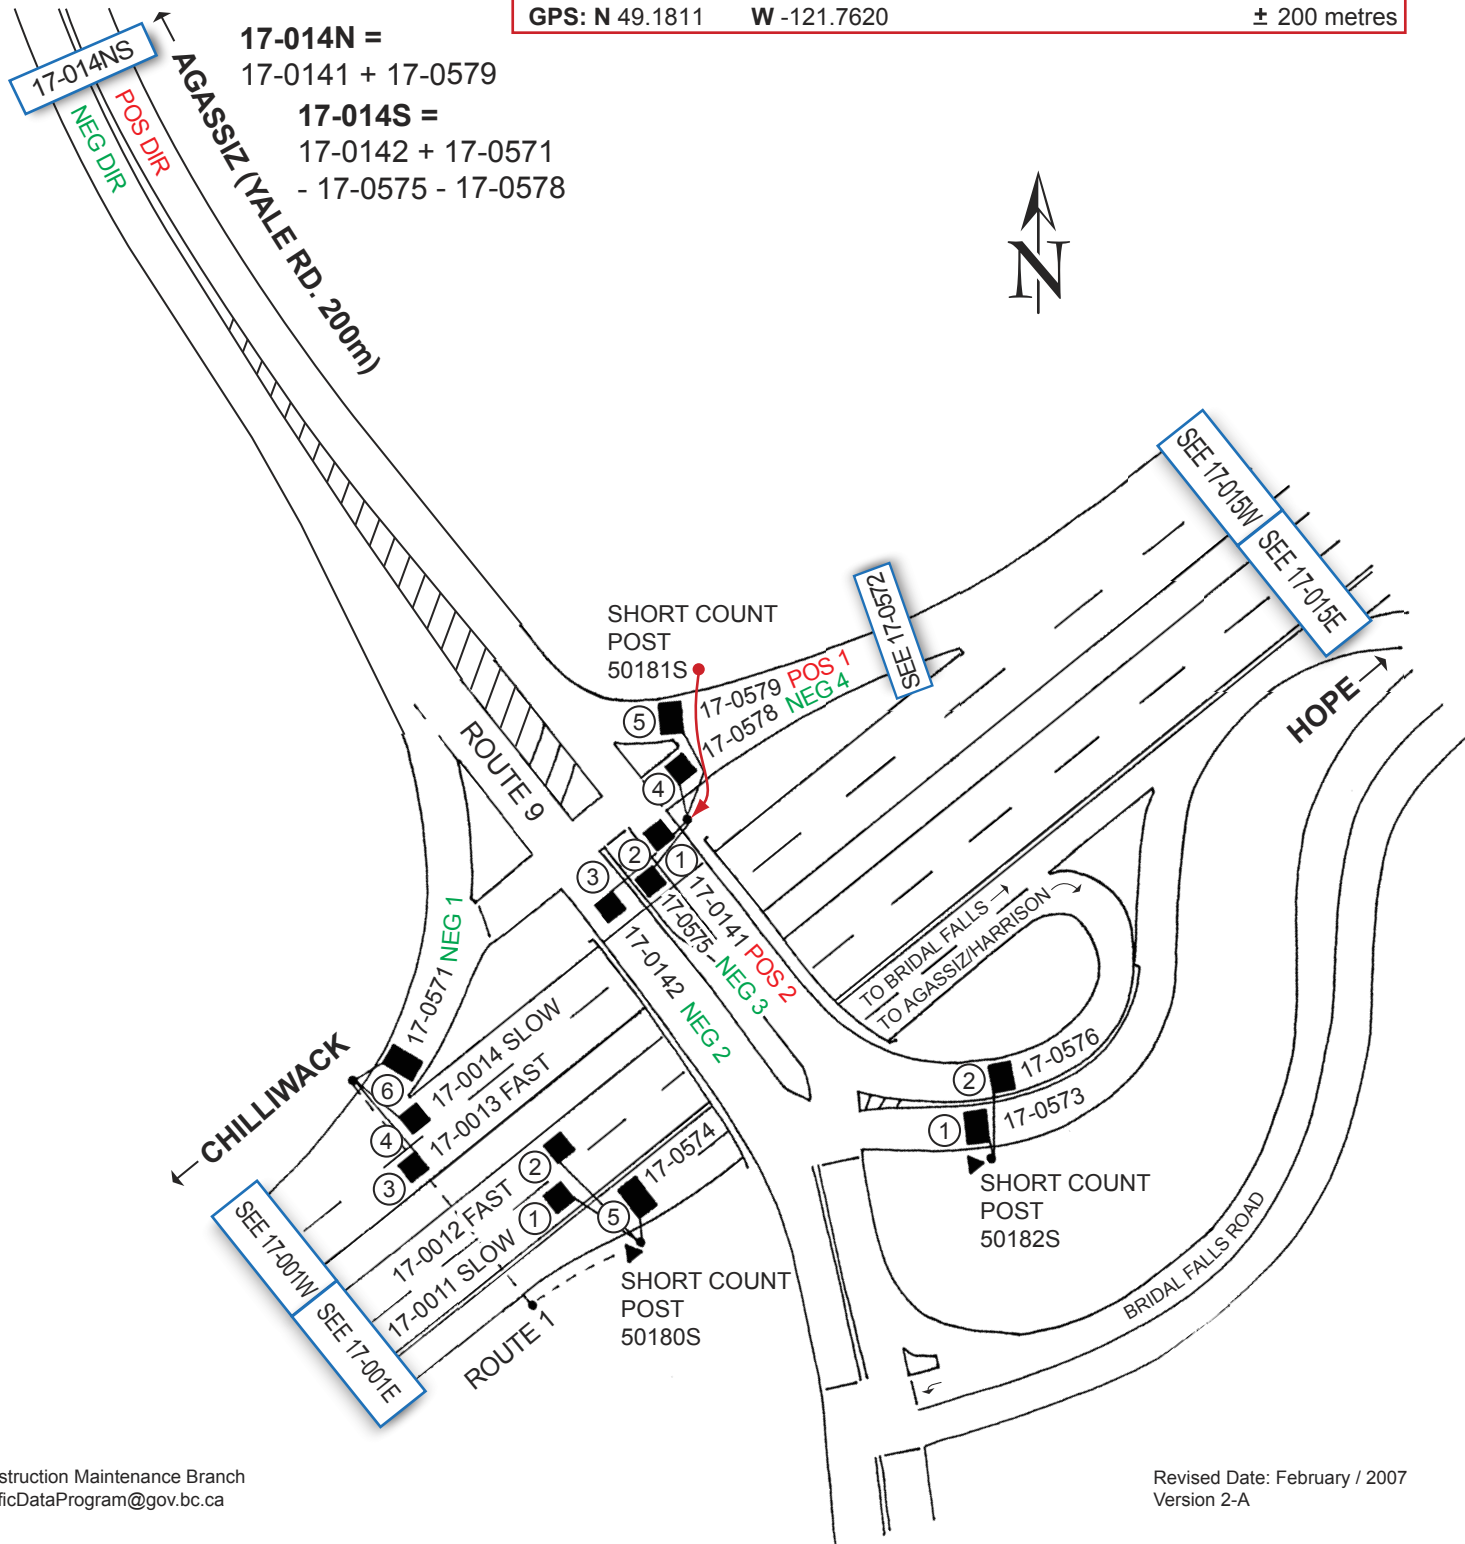 GPS: N 49.1811 W -121.7620 ± 200 metres
17-014NS
NEG DIR
POS DIR
AGASSIZ (YALE RD. 200m)
17-014N =
17-0141 + 17-0579
17-014S =
17-0142 + 17-0571
- 17-0575 - 17-0578
N
SEE 17-015W
SEE 17-015E
HOPE
SEE 17-0572
SHORT COUNT
POST
50181S
5
17-0579 POS 1
17-0578 NEG 4
4
ROUTE 9
2
1
3
17-0141 POS 2
17-0575 - NEG 3
17-0142 NEG 2
17-0571 NEG 1
TO BRIDAL FALLS
TO AGASSIZ/HARRISON
CHILLIWACK
6
17-0014 SLOW
4
17-0013 FAST
3
2
17-0012 FAST
1
17-0011 SLOW
5
17-0574
2
17-0576
1
17-0573
SHORT COUNT
POST
50182S
SHORT COUNT
POST
50180S
SEE 17-001W
SEE 17-001E
ROUTE 1
BRIDAL FALLS ROAD
struction Maintenance Branch
ficDataProgram@gov.bc.ca
Revised Date: February / 2007
Version 2-A